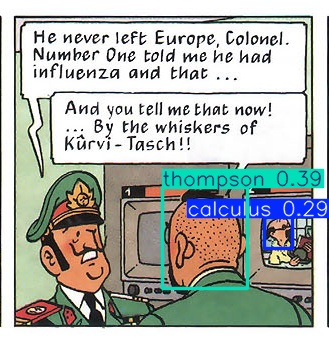 He never left Europe, Colonel.
Number One told me he had
influenza and that ...
And you tell me that now!
... By the whiskers of
Kûrvi-Tasch!!
thompson 0.39
calculus 0.29
1